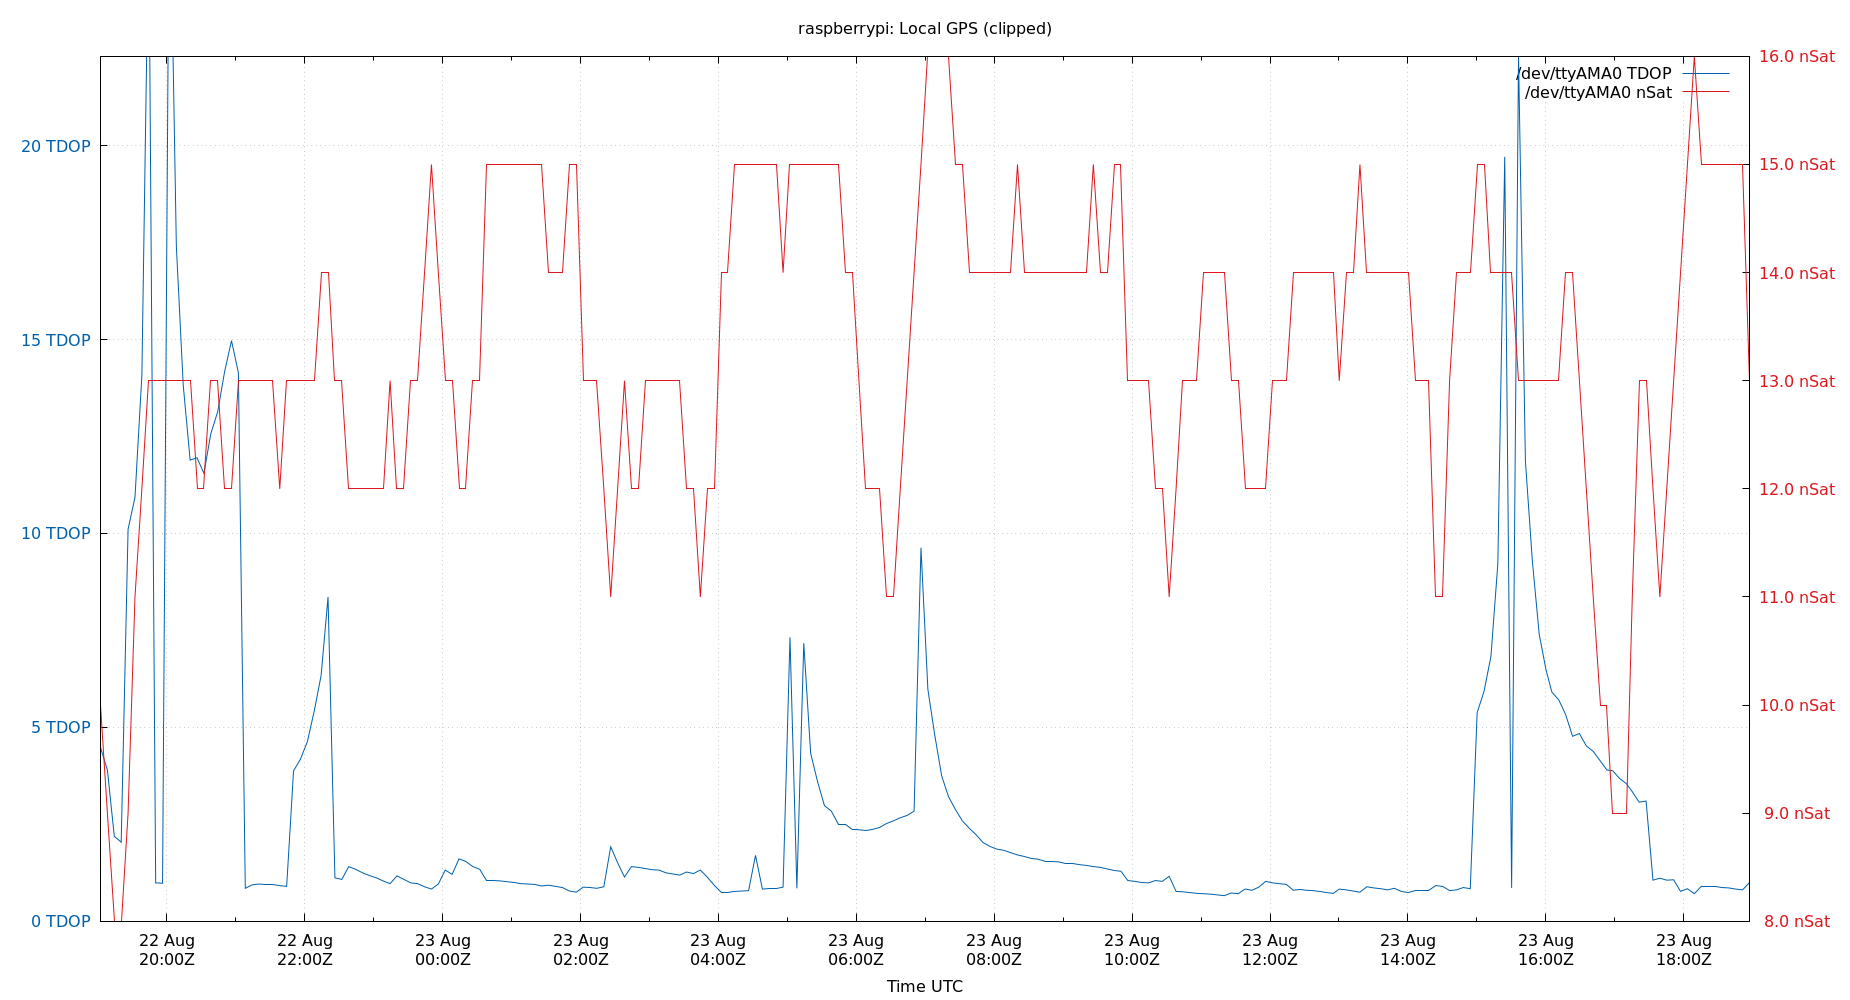 raspberrypi: Local GPS (clipped)
/dev/ttyAMA0 TDOP
/dev/ttyAMA0 nSat
20 TDOP
15 TDOP
10 TDOP
5 TDOP
0 TDOP
16.0 nSat
15.0 nSat
14.0 nSat
13.0 nSat
12.0 nSat
11.0 nSat
10.0 nSat
9.0 nSat
8.0 nSat
22 Aug
20:00Z
22 Aug
22:00Z
23 Aug
00:00Z
23 Aug
02:00Z
23 Aug
04:00Z
23 Aug
06:00Z
23 Aug
08:00Z
23 Aug
10:00Z
23 Aug
12:00Z
23 Aug
14:00Z
23 Aug
16:00Z
23 Aug
18:00Z
Time UTC